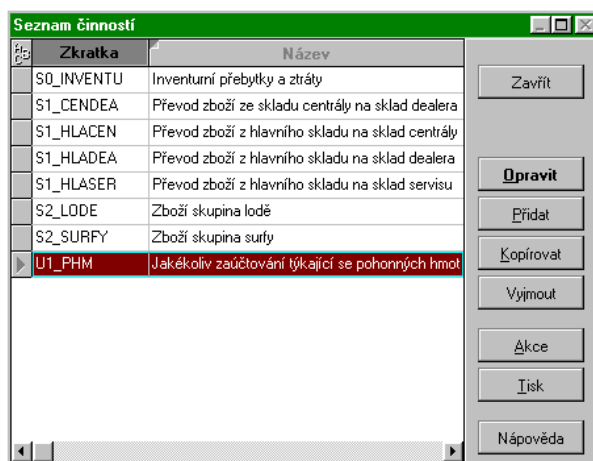 Seznam činností
Zkratka Název
S0_INVENTU Inventurní přebytky a ztráty
S1_CENDEA Převod zboží ze skladu centrály na sklad dealera
S1_HLACEN Převod zboží z hlavního skladu na sklad centrály
S1_HLADEA Převod zboží z hlavního skladu na sklad dealera
S1_HLASER Převod zboží z hlavního skladu na sklad servisu
S2_LODE Zboží skupina lodě
S2_SURFY Zboží skupina surfy
U1_PHM Jakékoliv zaúčtování týkající se pohonných hmot
Zavřít
Opravit
Přidat
Kopírovat
Vyjmout
Akce
Tisk
Nápověda